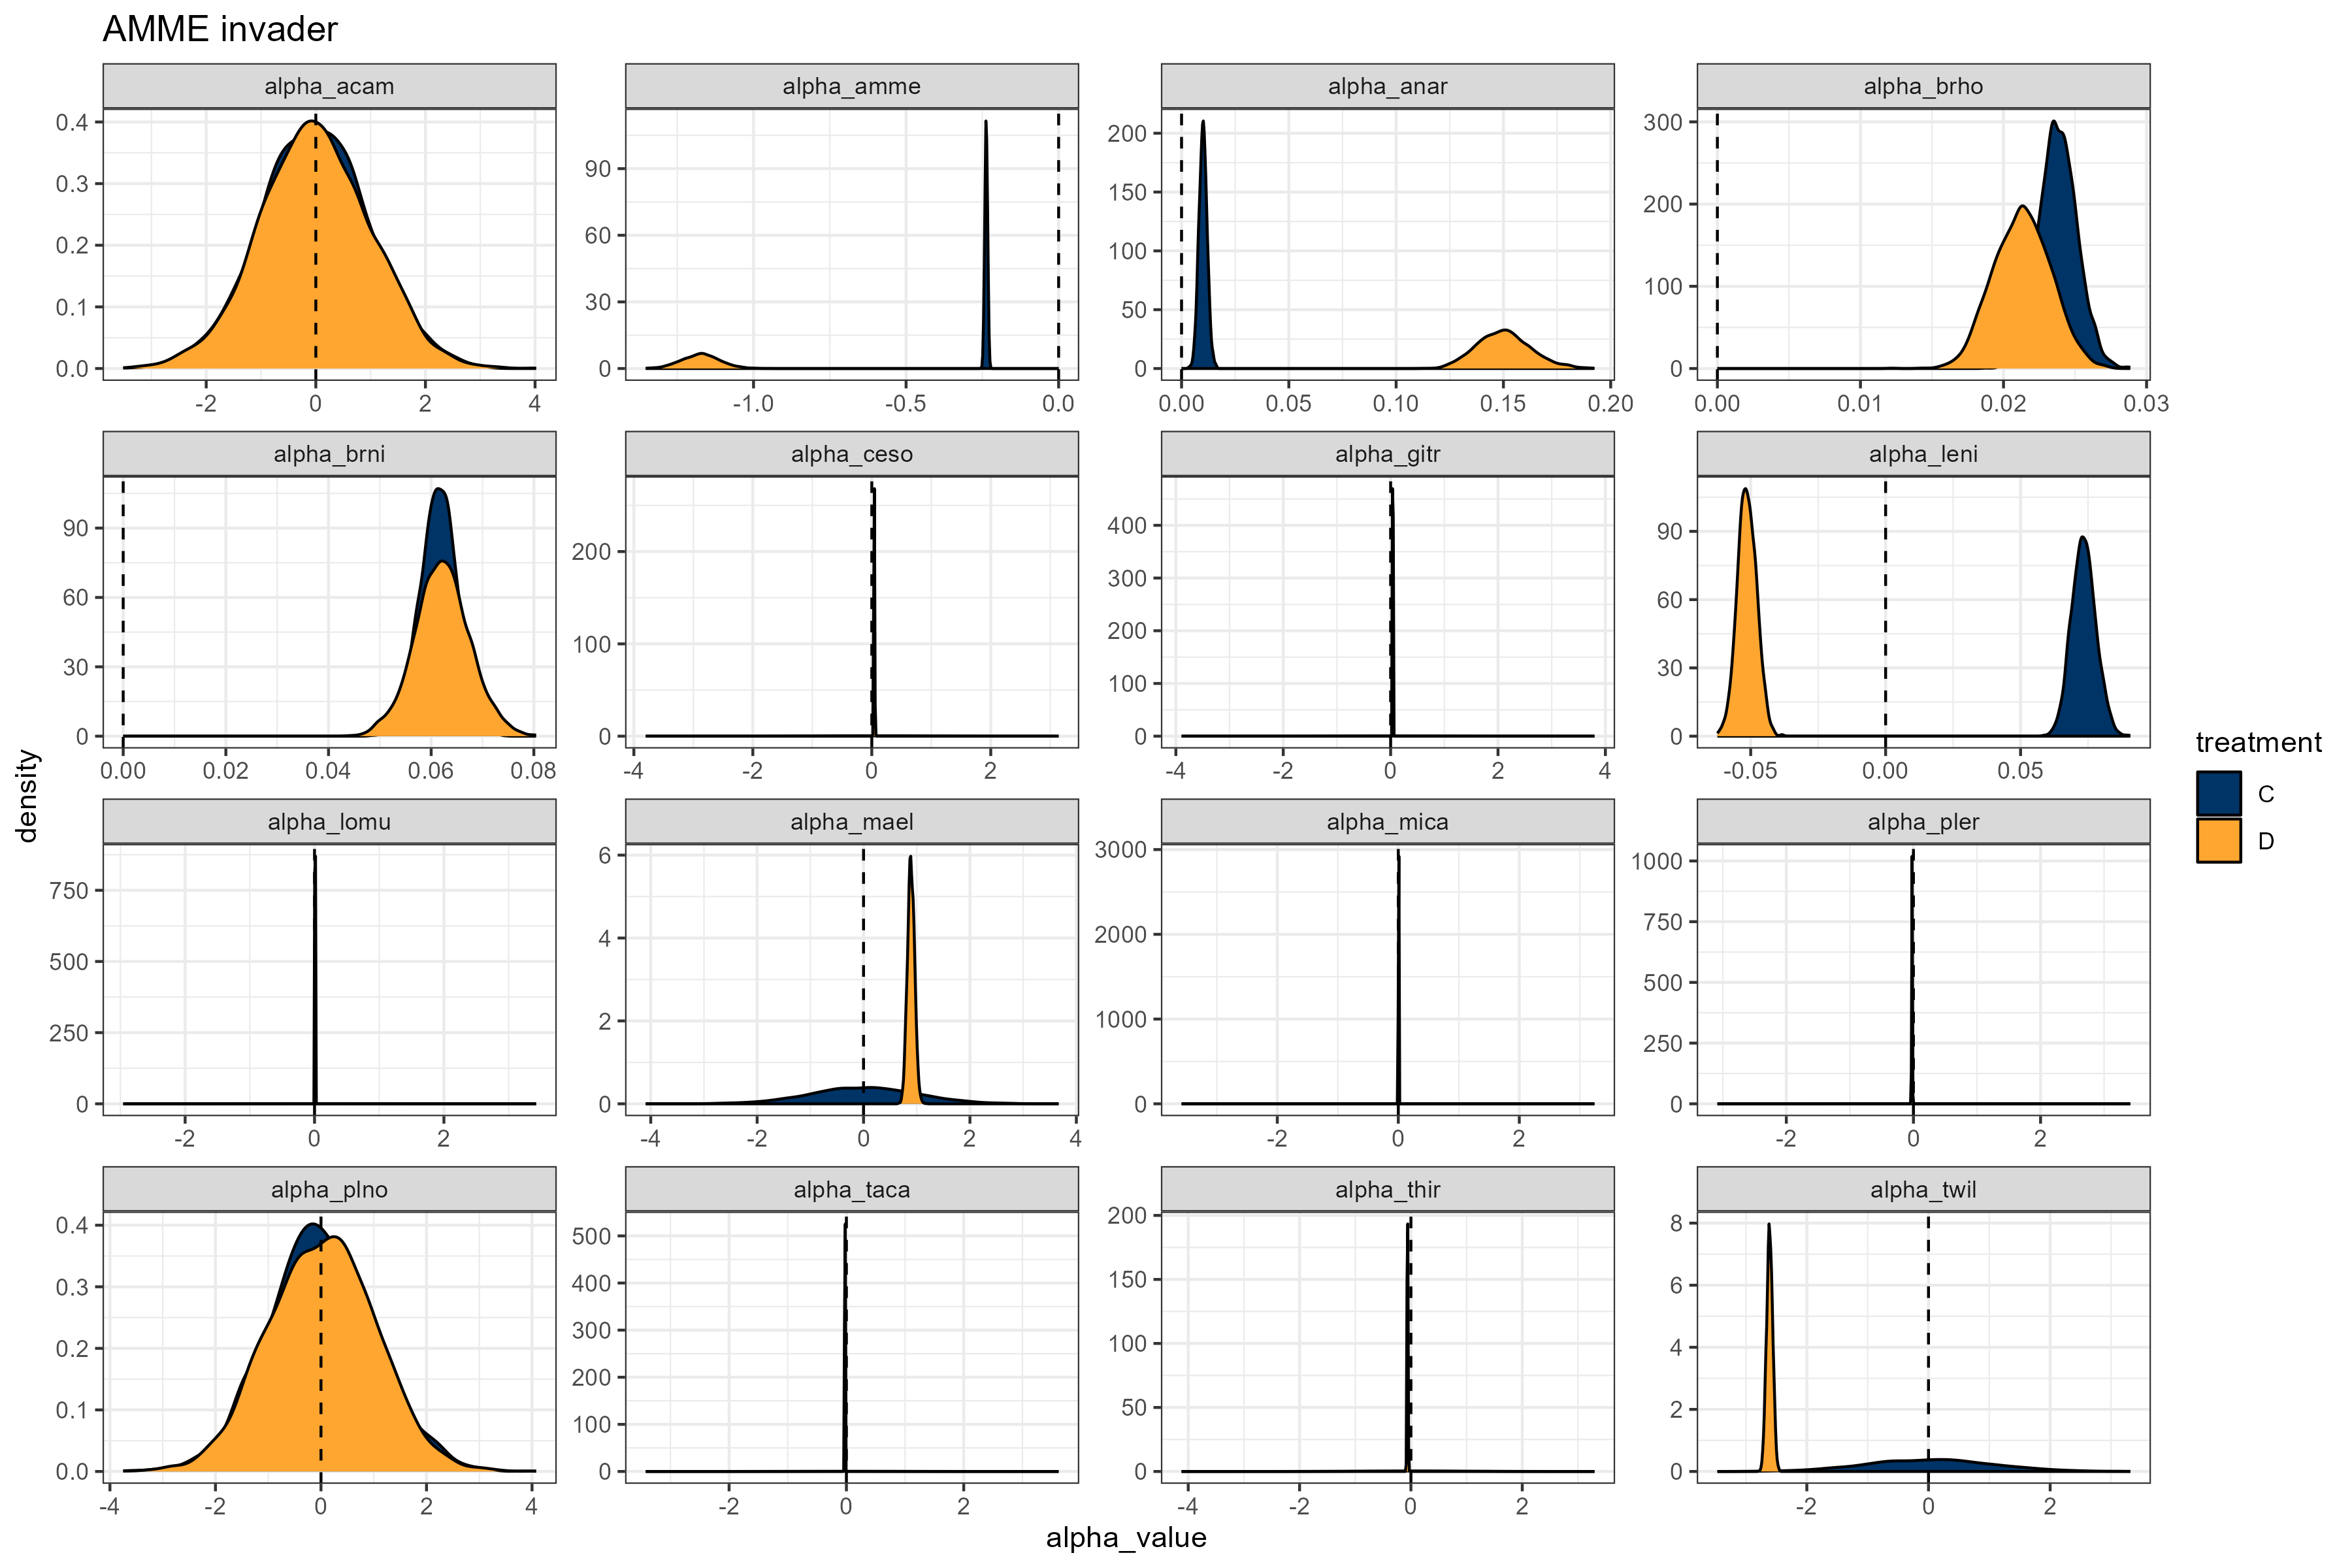 AMME invader
alpha_acam alpha_amme alpha_anar alpha_brho
0.4 0.3 0.2 0.1 0.0
90 60 30 0
200 150 100 50 0
300 200 100 0
-2 0 2 4
-1.0 -0.5 0.0
0.00 0.05 0.10 0.15 0.20
0.00 0.01 0.02 0.03
alpha_brni alpha_ceso alpha_gitr alpha_leni
90 60 30 0
200 100 0
400 300 200 100 0
90 60 30 0
0.00 0.02 0.04 0.06 0.08
-4 -2 0 2
-4 -2 0 2 4
-0.05 0.00 0.05
alpha_lomu alpha_mael alpha_mica alpha_pler
750 500 250 0
6 4 2 0
3000 2000 1000 0
1000 750 500 250 0
-2 0 2
-4 -2 0 2 4
-2 0 2
-2 0 2
alpha_plno alpha_taca alpha_thir alpha_twil
0.4 0.3 0.2 0.1 0.0
500 400 300 200 100 0
200 150 100 50 0
8 6 4 2 0
-4 -2 0 2 4
-2 0 2
-4 -2 0 2
-2 0 2
alpha_value
density
treatment
C
D